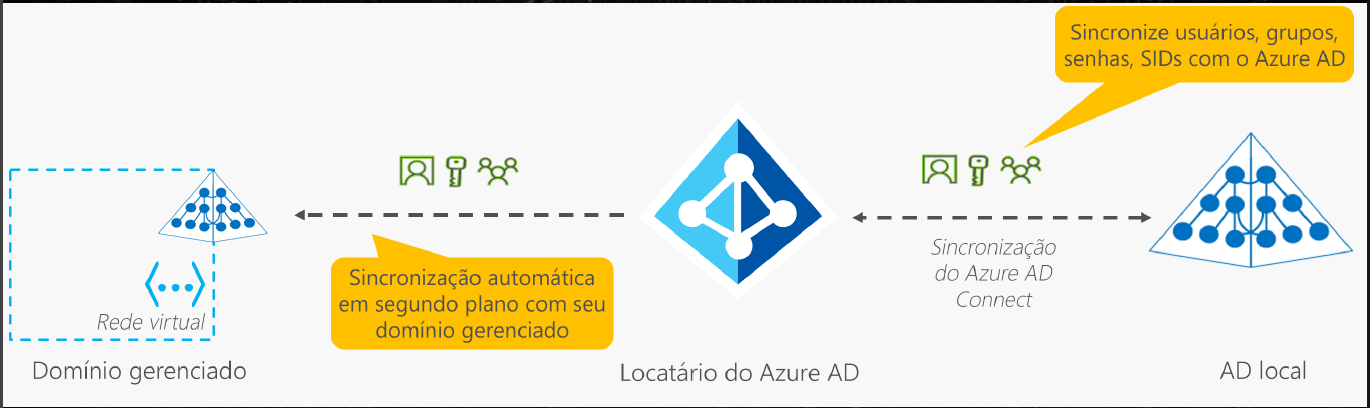 Sincronize usuários, grupos,
senhas, SIDs com o Azure AD
Sincronização
do Azure AD
Connect
Sincronização automática
em segundo plano com seu
domínio gerenciado
Rede virtual
Domínio gerenciado
Locatário do Azure AD
AD local